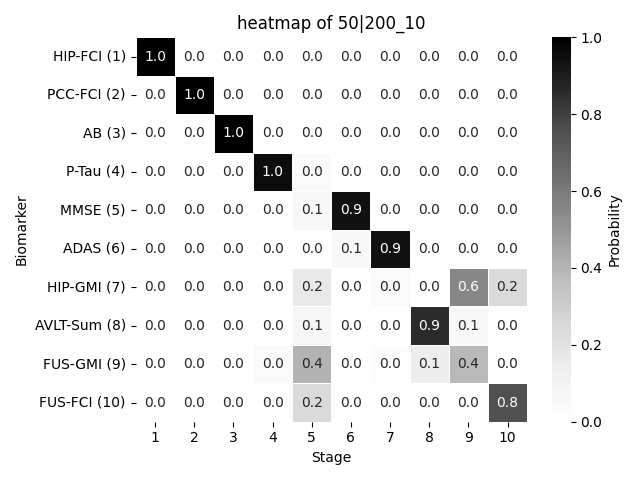 heatmap of 50|200_10
HIP-FCI (1) 1.0 0.0 0.0 0.0 0.0 0.0 0.0 0.0 0.0 0.0
PCC-FCI (2) 0.0 1.0 0.0 0.0 0.0 0.0 0.0 0.0 0.0 0.0
AB (3) 0.0 0.0 1.0 0.0 0.0 0.0 0.0 0.0 0.0 0.0
P-Tau (4) 0.0 0.0 0.0 1.0 0.0 0.0 0.0 0.0 0.0 0.0
MMSE (5) 0.0 0.0 0.0 0.0 0.1 0.9 0.0 0.0 0.0 0.0
ADAS (6) 0.0 0.0 0.0 0.0 0.0 0.1 0.9 0.0 0.0 0.0
HIP-GMI (7) 0.0 0.0 0.0 0.0 0.2 0.0 0.0 0.0 0.6 0.2
AVLT-Sum (8) 0.0 0.0 0.0 0.0 0.1 0.0 0.0 0.9 0.1 0.0
FUS-GMI (9) 0.0 0.0 0.0 0.0 0.4 0.0 0.0 0.1 0.4 0.0
FUS-FCI (10) 0.0 0.0 0.0 0.0 0.2 0.0 0.0 0.0 0.0 0.8
1 2 3 4 5 6 7 8 9 10
Stage
Biomarker
1.0
0.8
0.6
0.4
0.2
0.0
Probability